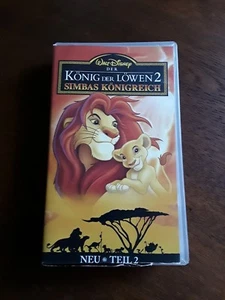 Walt Disney
DER
KÖNIG DER LÖWEN 2
SIMBAS KÖNIGREICH
NEU * TEIL 2